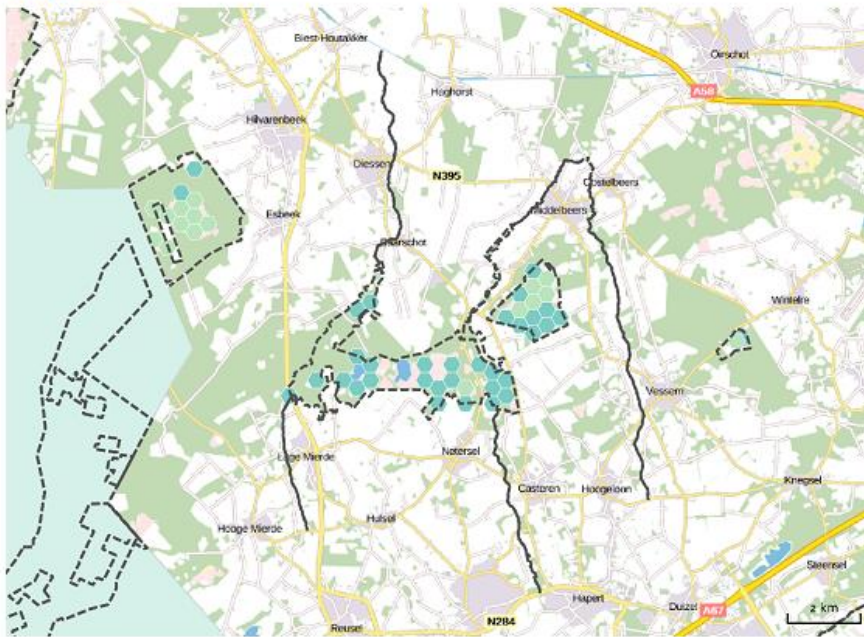 Biest-Houtakker
Oirschot
Haghorst
A58
Hilvarenbeek
Diessen
N395
Oostelbeers
Middelbeers
Esbeek
Baarschot
Wintelre
Vessem
Lage Mierde
Netersel
Casteren
Hoogeloon
Knegsel
Hooge Mierde
Hulsel
Steensel
Hapert
Duizel
A67
2 km
N284
Reusel